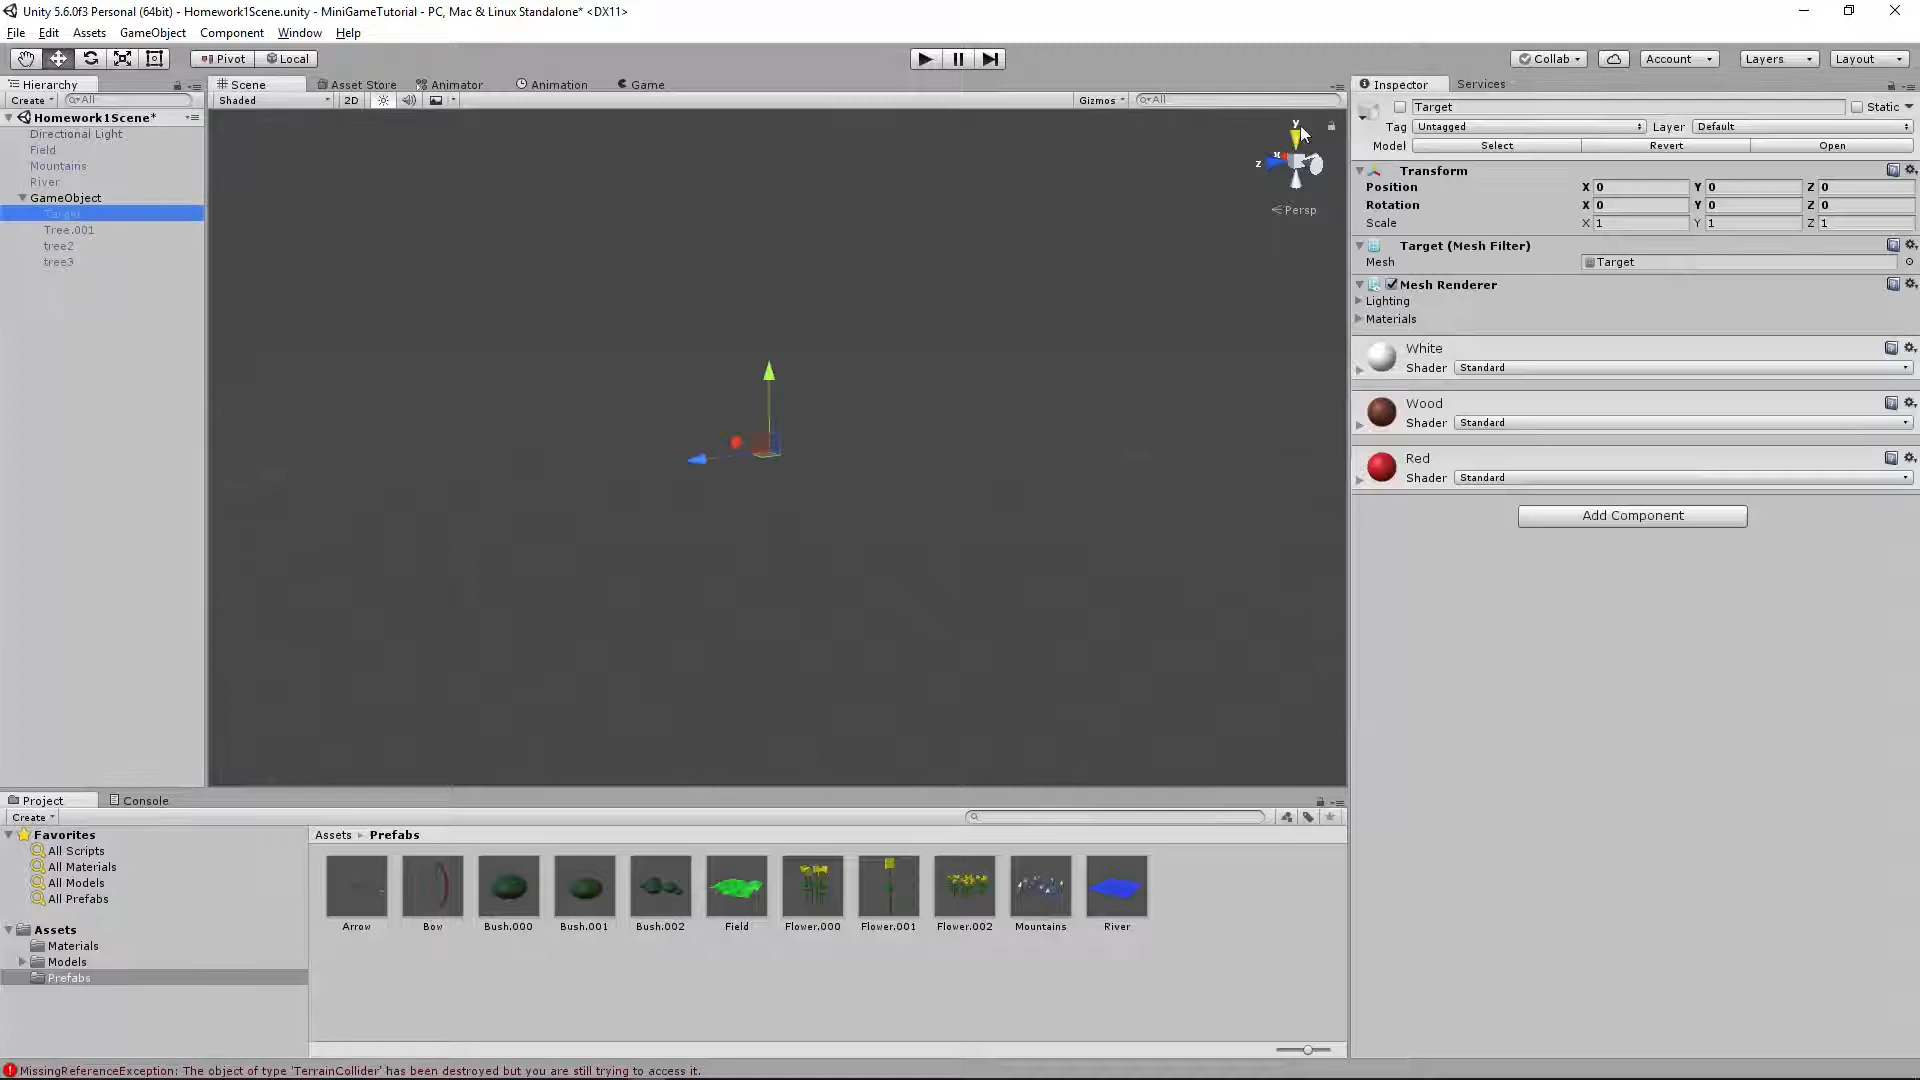 Unity 5.6.0f3 Personal (64bit) - Homework1Scene.unity - MiniGameTutorial - PC, Mac & Linux Standalone* <DX11>
File Edit Assets GameObject Component Window Help
Pivot Local Collab Account Layers Layout
Hierarchy Scene Asset Store Animator Animation Game Inspector Services
Create All Shaded 2D Gizmos All
Homework1Scene*
Directional Light
Field
Mountains
River
GameObject
Target
Tree.001
tree2
tree3
y
x
z
Persp
Target Static
Tag Untagged Layer Default
Model Select Revert Open
Transform
Position X 0 Y 0 Z 0
Rotation X 0 Y 0 Z 0
Scale X 1 Y 1 Z 1
Target (Mesh Filter)
Mesh Target
Mesh Renderer
Lighting
Materials
White
Shader Standard
Wood
Shader Standard
Red
Shader Standard
Add Component
Project Console
Create
Favorites
All Scripts
All Materials
All Models
All Prefabs
Assets
Materials
Models
Prefabs
Assets Prefabs
Arrow Bow Bush.000 Bush.001 Bush.002 Field Flower.000 Flower.001 Flower.002 Mountains River
MissingReferenceException: The object of type 'TerrainCollider' has been destroyed but you are still trying to access it.